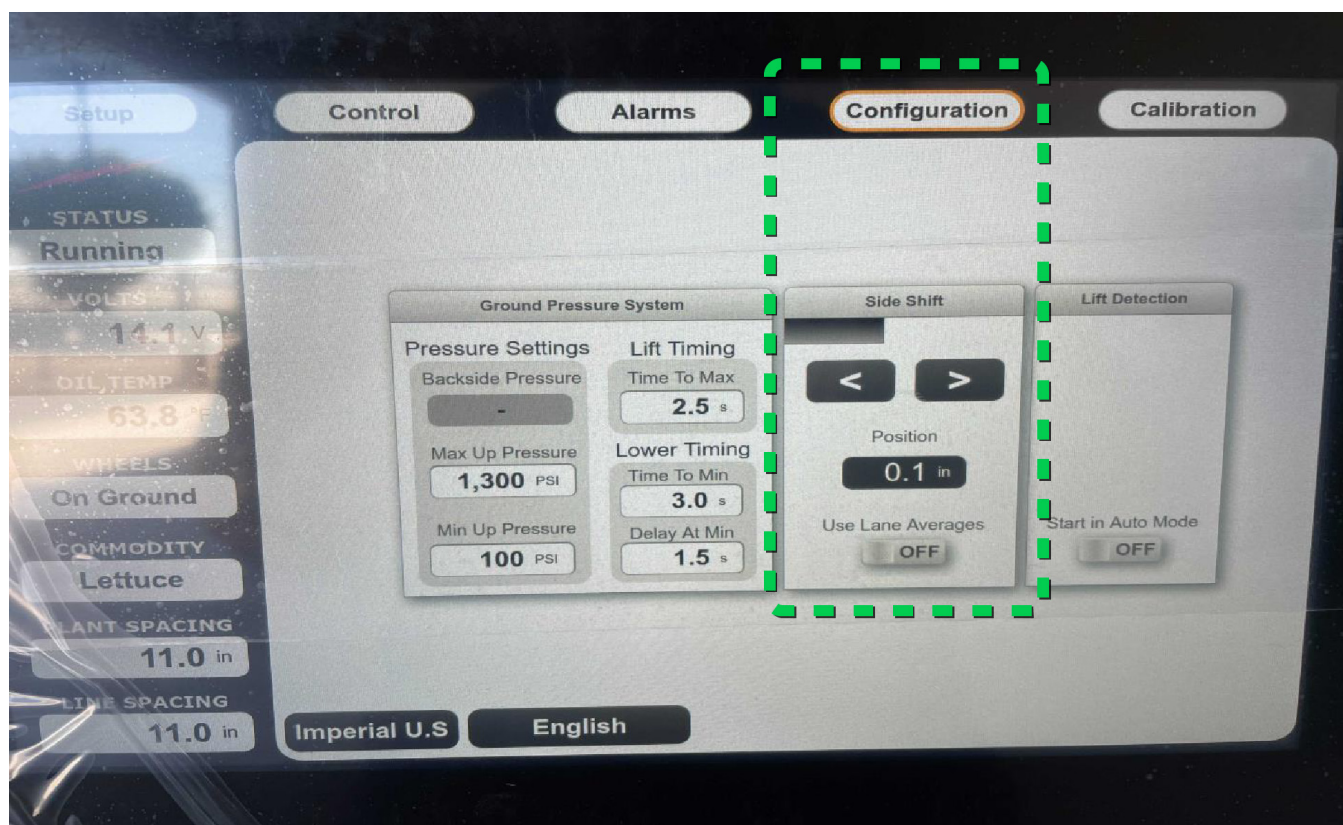 Setup
Control
Alarms
Configuration
Calibration
STATUS
Running
VOLTS
14.1 V
OIL TEMP
63.8 °F
WHEELS
On Ground
COMMODITY
Lettuce
PLANT SPACING
11.0 in
LINE SPACING
11.0 in
Ground Pressure System
Pressure Settings
Backside Pressure
-
Max Up Pressure
1,300 PSI
Min Up Pressure
100 PSI
Lift Timing
Time To Max
2.5 s
Lower Timing
Time To Min
3.0 s
Delay At Min
1.5 s
Side Shift
< >
Position
0.1 in
Use Lane Averages
OFF
Lift Detection
Start in Auto Mode
OFF
Imperial U.S
English